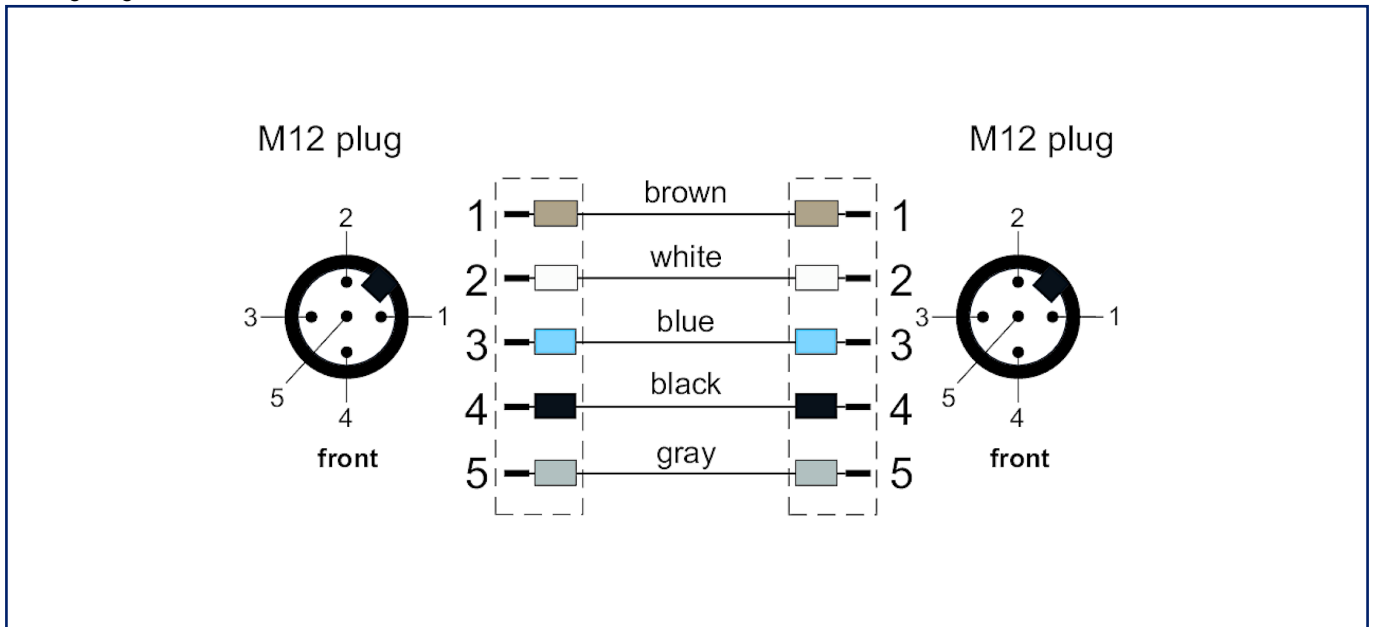 M12 plug
M12 plug
brown
1 1
2 2
white
2 2
3 1 blue 3 1
3 3
5 5
black
4 4
4 4
front front
gray
5 5